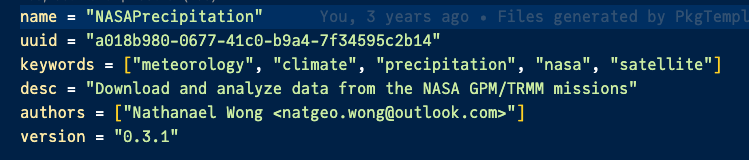 name = "NASAPrecipitation" You, 3 years ago • Files generated by PkgTempl
uuid = "a018b980-0677-41c0-b9a4-7f34595c2b14"
keywords = ["meteorology", "climate", "precipitation", "nasa", "satellite"]
desc = "Download and analyze data from the NASA GPM/TRMM missions"
authors = ["Nathanael Wong <natgeo.wong@outlook.com>"]
version = "0.3.1"